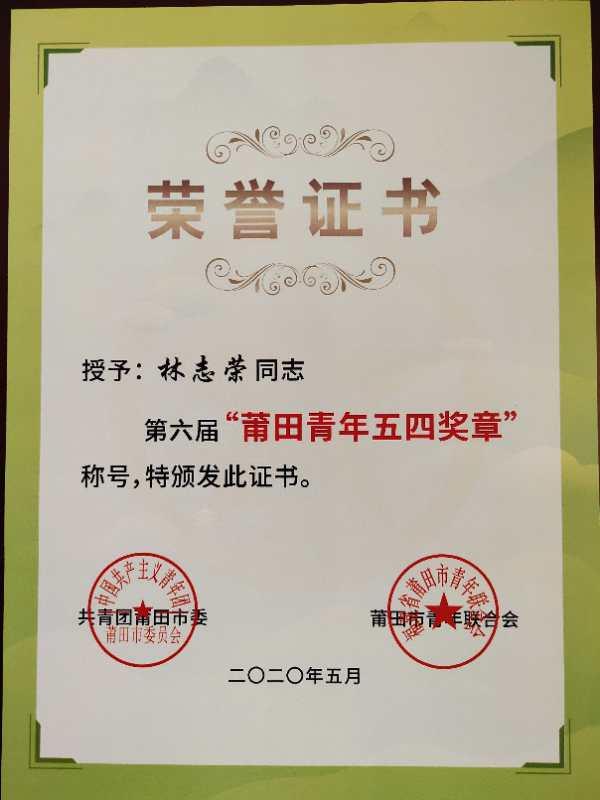 荣誉证书
授予：林志荣同志
第六届“莆田青年五四奖章”
称号，特颁发此证书。
中国共产主义青年团
莆田市委员会
共青团莆田市委
福建省莆田市青年联合会
莆田市青年联合会
二〇二〇年五月